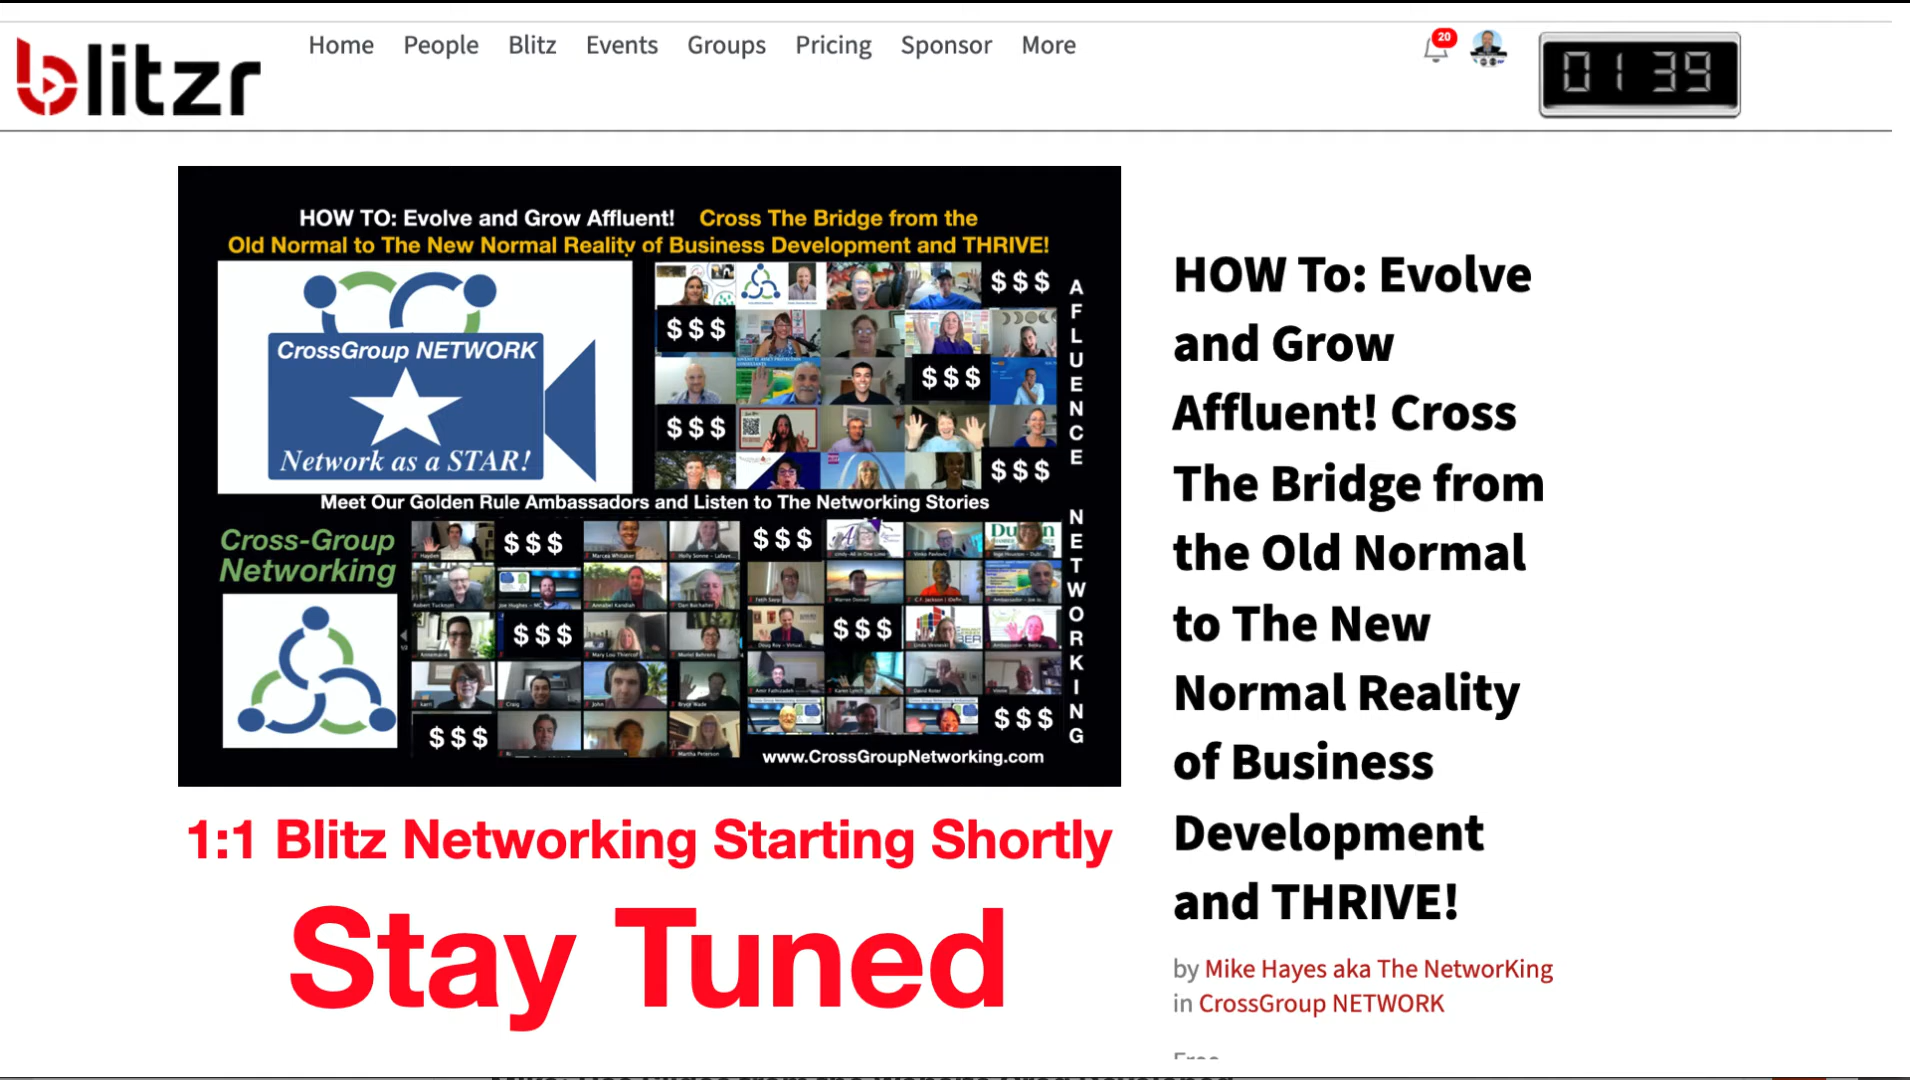 blitzr
Home People Blitz Events Groups Pricing Sponsor More
20
01 39
HOW TO: Evolve and Grow Affluent! Cross The Bridge from the
Old Normal to The New Normal Reality of Business Development and THRIVE!
CrossGroup NETWORK
Network as a STAR!
$$$
$$$
$$$
$$$
$$$
AFFLUENCE
Meet Our Golden Rule Ambassadors and Listen to The Networking Stories
Cross-Group
Networking
$$$
$$$
$$$
$$$
$$$
$$$
NETWORKING
www.CrossGroupNetworking.com
1:1 Blitz Networking Starting Shortly
Stay Tuned
HOW To: Evolve
and Grow
Affluent! Cross
The Bridge from
the Old Normal
to The New
Normal Reality
of Business
Development
and THRIVE!
by Mike Hayes aka The NetworKing
in CrossGroup NETWORK